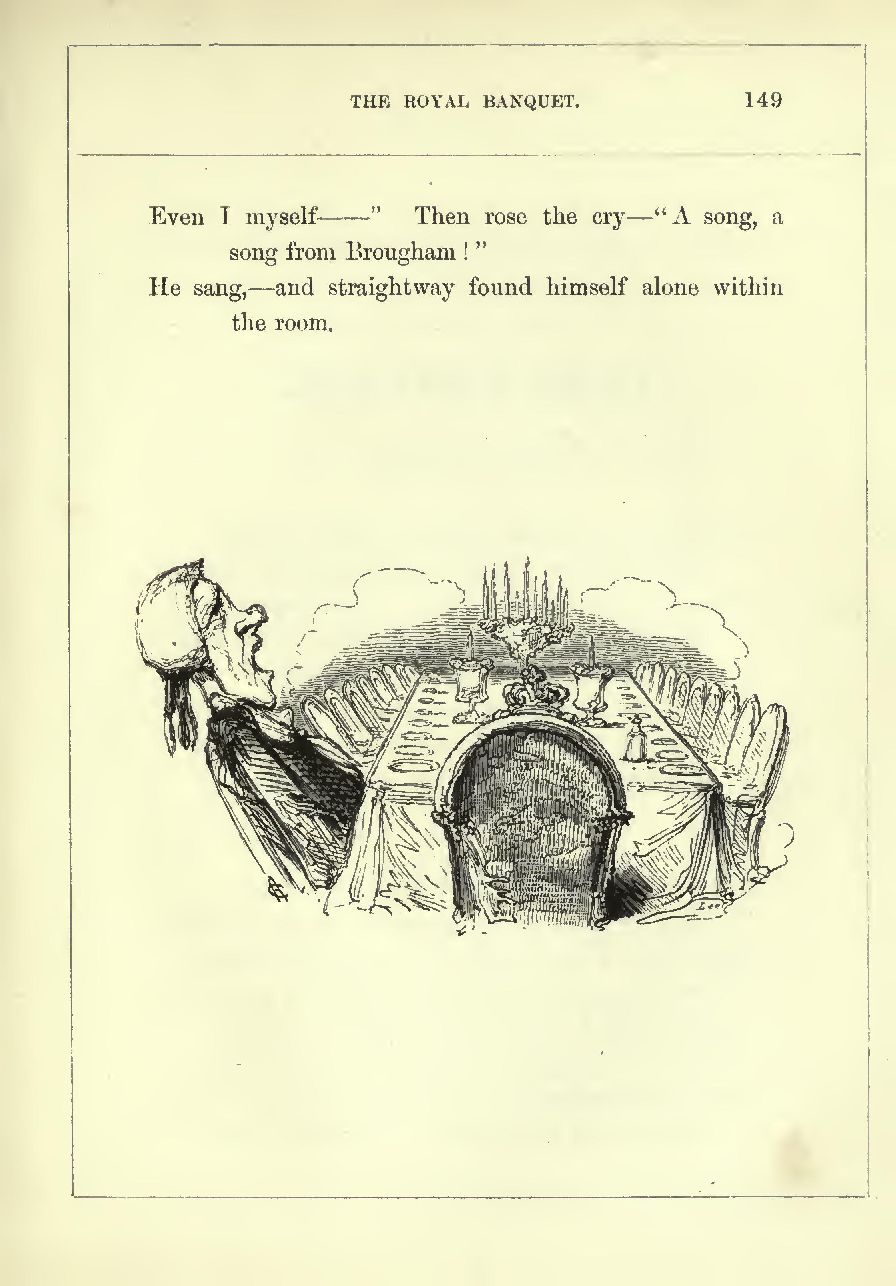 THE ROYAL BANQUET. 149
Even I myself——” Then rose the cry—“A song, a
song from Brougham!”
He sang,—and straightway found himself alone within
the room.
Lee